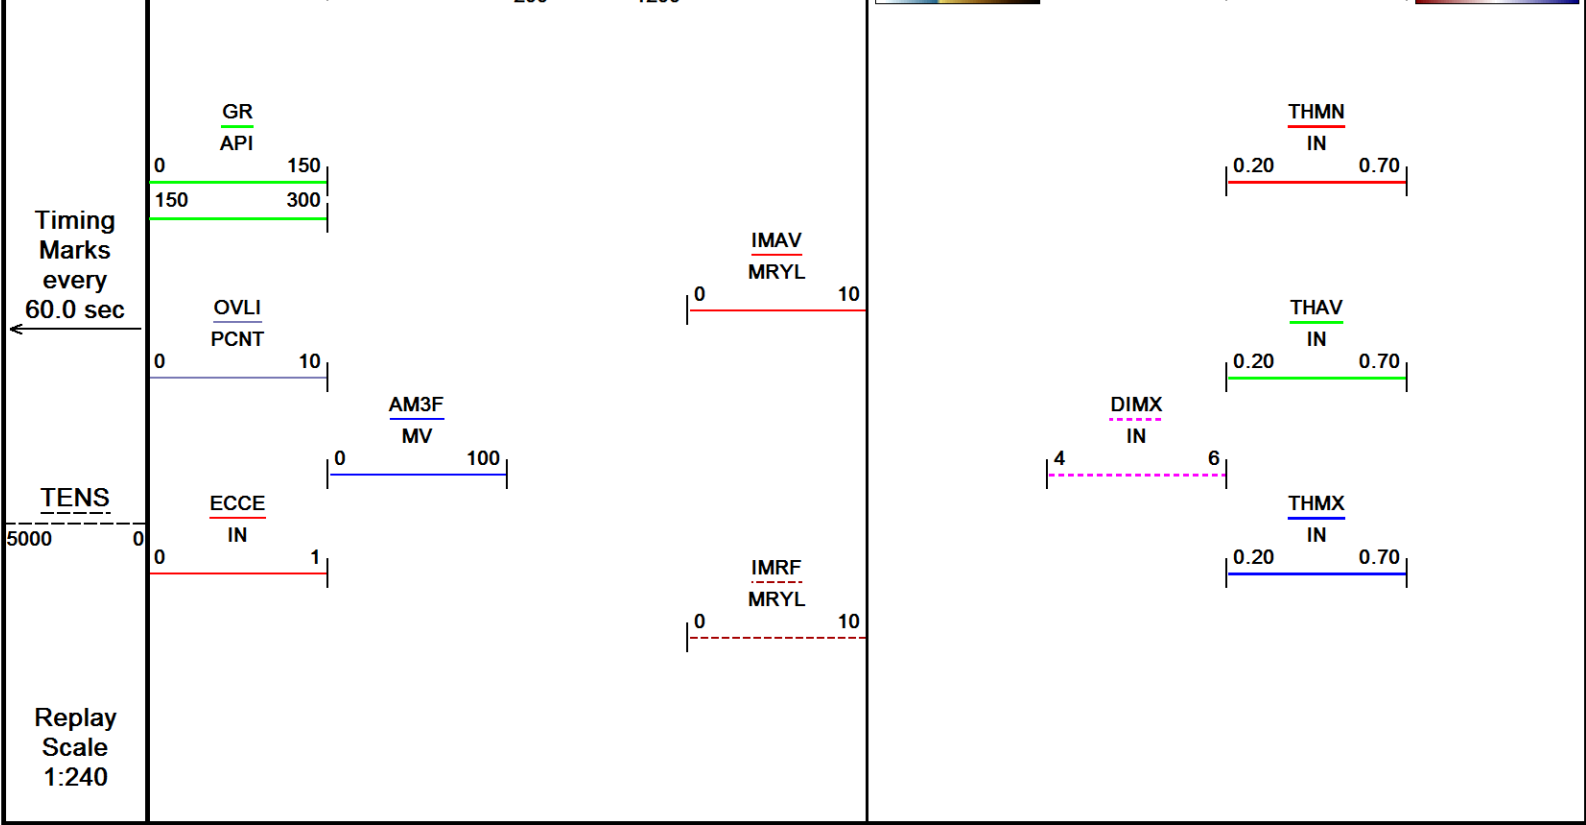 GR
API
0 150
150 300
THMN
IN
0.20 0.70
Timing
Marks
every
60.0 sec
IMAV
MRYL
0 10
OVLI
PCNT
0 10
THAV
IN
0.20 0.70
AM3F
MV
0 100
DIMX
IN
4 6
TENS
5000 0
ECCE
IN
0 1
THMX
IN
0.20 0.70
IMRF
MRYL
0 10
Replay
Scale
1:240